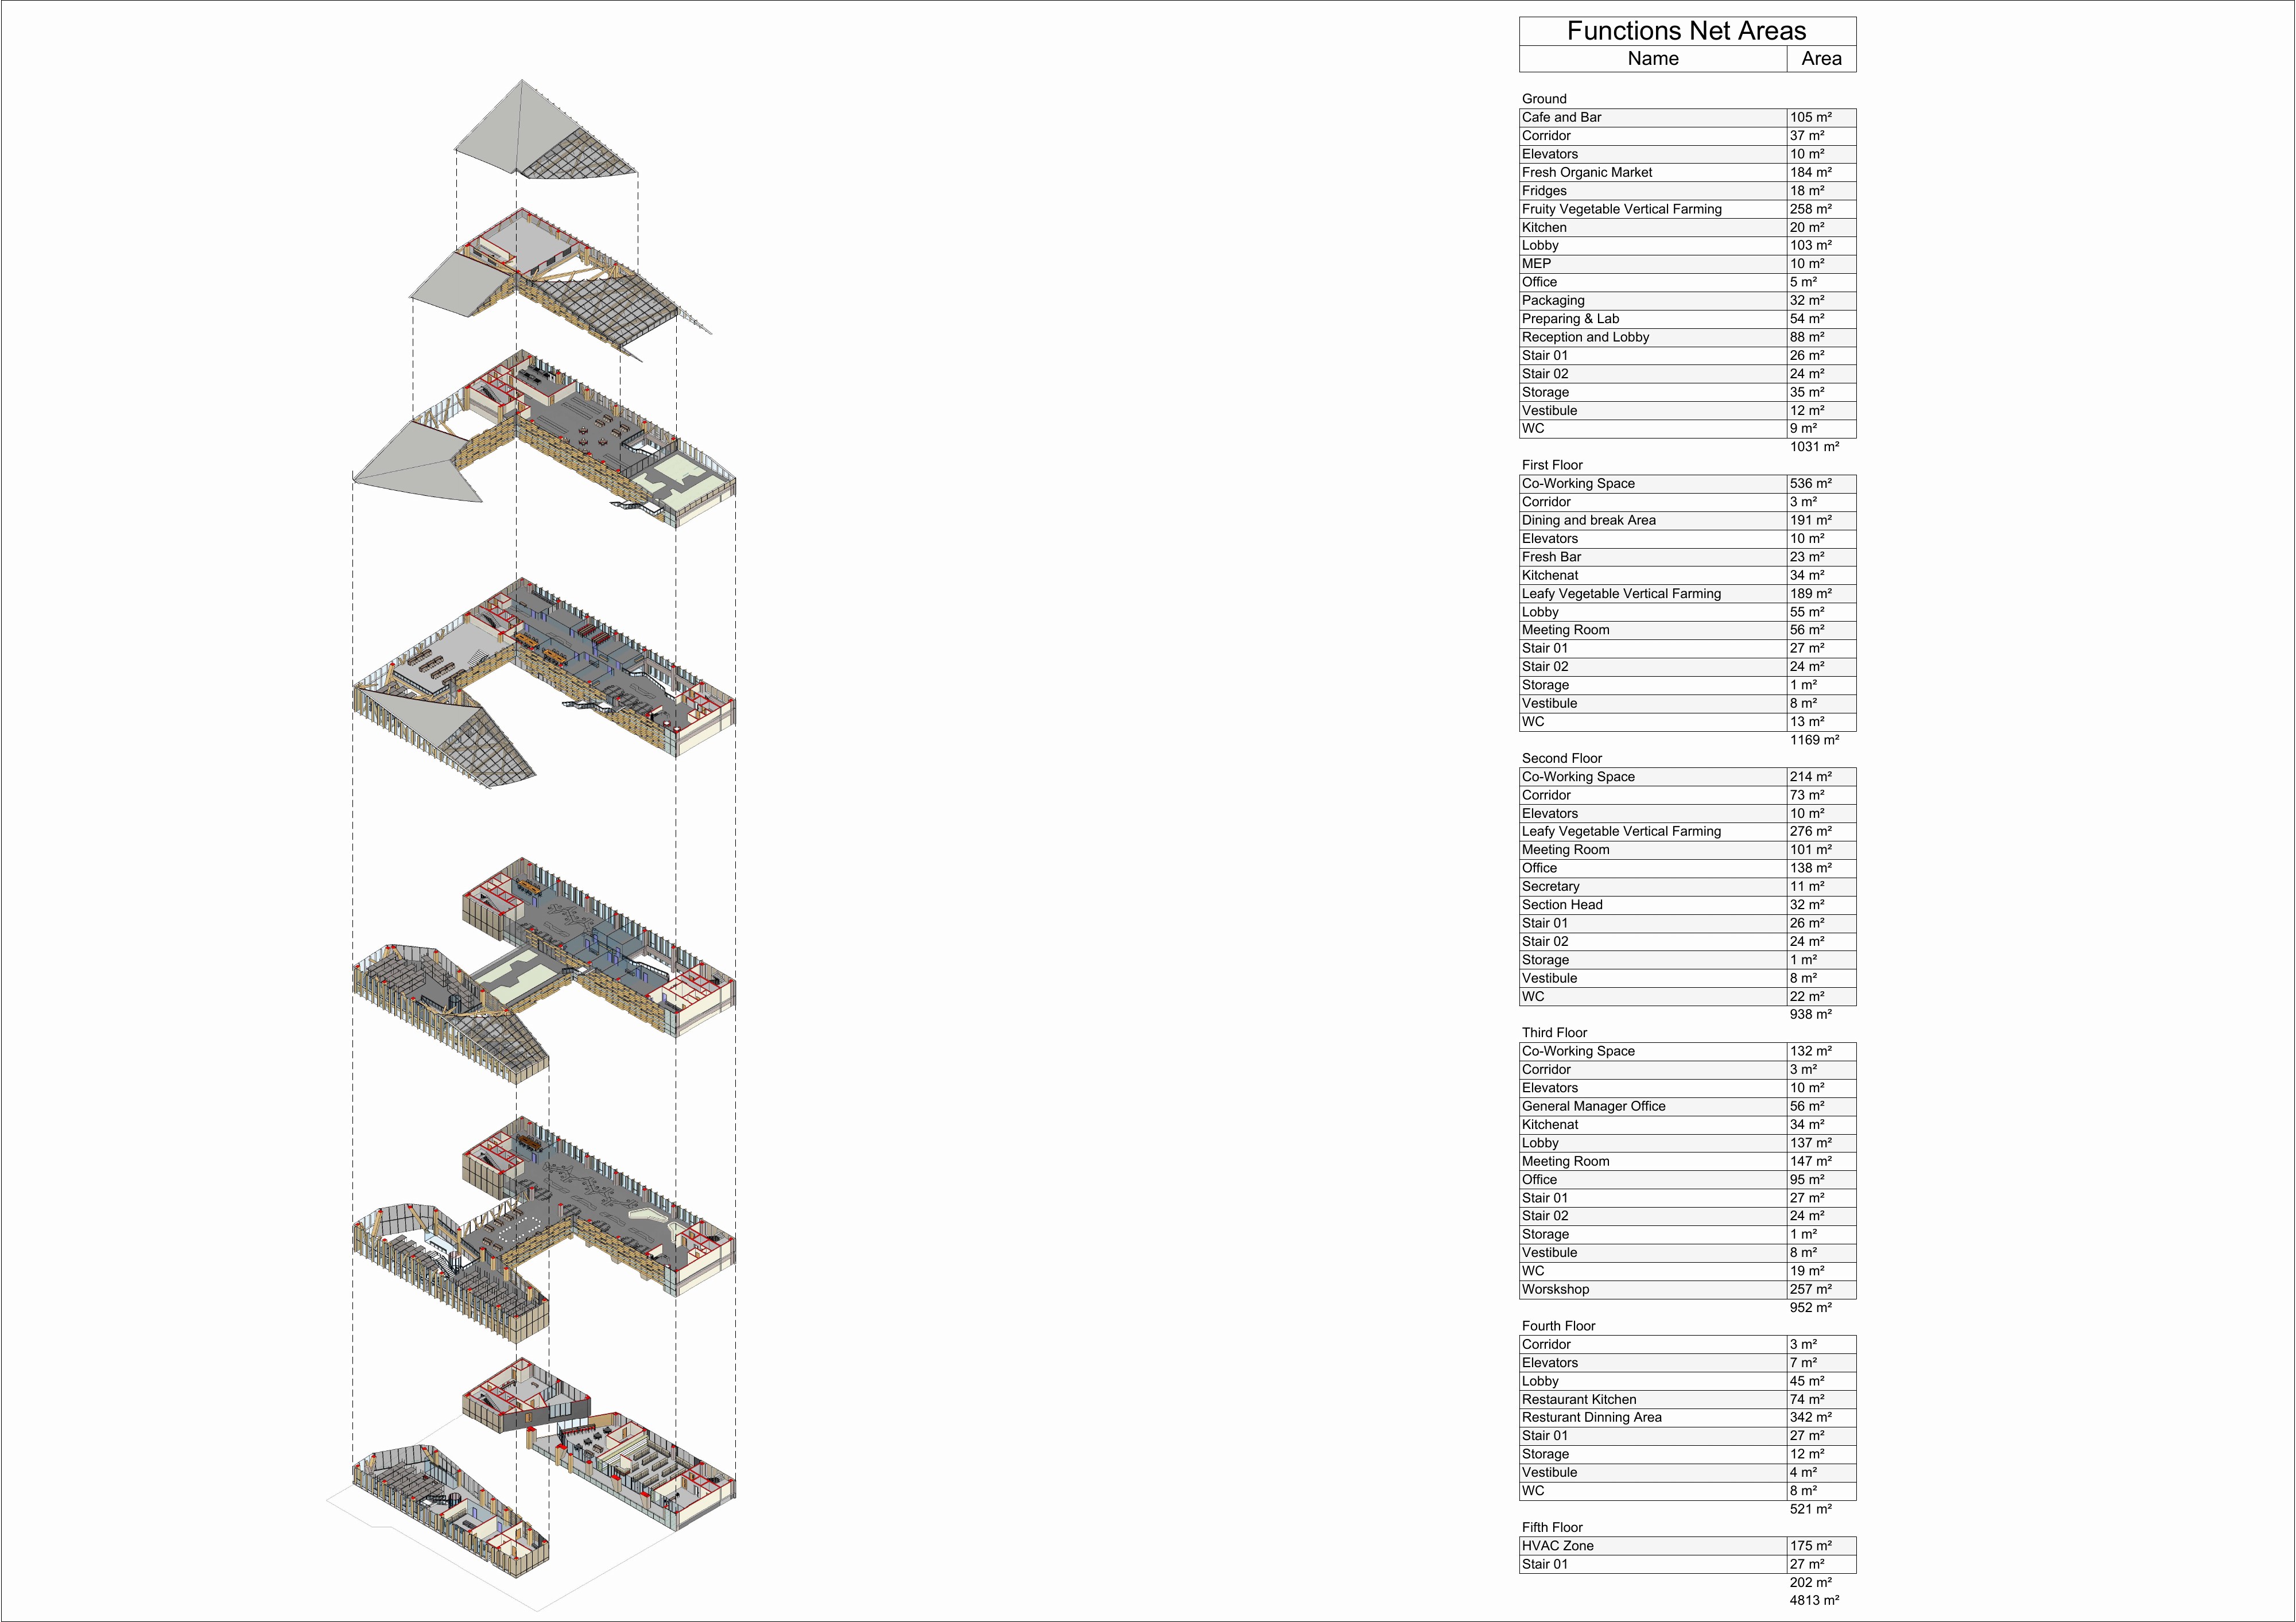 Functions Net Areas
Name Area
Ground
Cafe and Bar 105 m²
Corridor 37 m²
Elevators 10 m²
Fresh Organic Market 184 m²
Fridges 18 m²
Fruity Vegetable Vertical Farming 258 m²
Kitchen 20 m²
Lobby 103 m²
MEP 10 m²
Office 5 m²
Packaging 32 m²
Preparing & Lab 54 m²
Reception and Lobby 88 m²
Stair 01 26 m²
Stair 02 24 m²
Storage 35 m²
Vestibule 12 m²
WC 9 m²
1031 m²
First Floor
Co-Working Space 536 m²
Corridor 3 m²
Dining and break Area 191 m²
Elevators 10 m²
Fresh Bar 23 m²
Kitchenat 34 m²
Leafy Vegetable Vertical Farming 189 m²
Lobby 55 m²
Meeting Room 56 m²
Stair 01 27 m²
Stair 02 24 m²
Storage 1 m²
Vestibule 8 m²
WC 13 m²
1169 m²
Second Floor
Co-Working Space 214 m²
Corridor 73 m²
Elevators 10 m²
Leafy Vegetable Vertical Farming 276 m²
Meeting Room 101 m²
Office 138 m²
Secretary 11 m²
Section Head 32 m²
Stair 01 26 m²
Stair 02 24 m²
Storage 1 m²
Vestibule 8 m²
WC 22 m²
938 m²
Third Floor
Co-Working Space 132 m²
Corridor 3 m²
Elevators 10 m²
General Manager Office 56 m²
Kitchenat 34 m²
Lobby 137 m²
Meeting Room 147 m²
Office 95 m²
Stair 01 27 m²
Stair 02 24 m²
Storage 1 m²
Vestibule 8 m²
WC 19 m²
Worskshop 257 m²
952 m²
Fourth Floor
Corridor 3 m²
Elevators 7 m²
Lobby 45 m²
Restaurant Kitchen 74 m²
Resturant Dinning Area 342 m²
Stair 01 27 m²
Storage 12 m²
Vestibule 4 m²
WC 8 m²
521 m²
Fifth Floor
HVAC Zone 175 m²
Stair 01 27 m²
202 m²
4813 m²